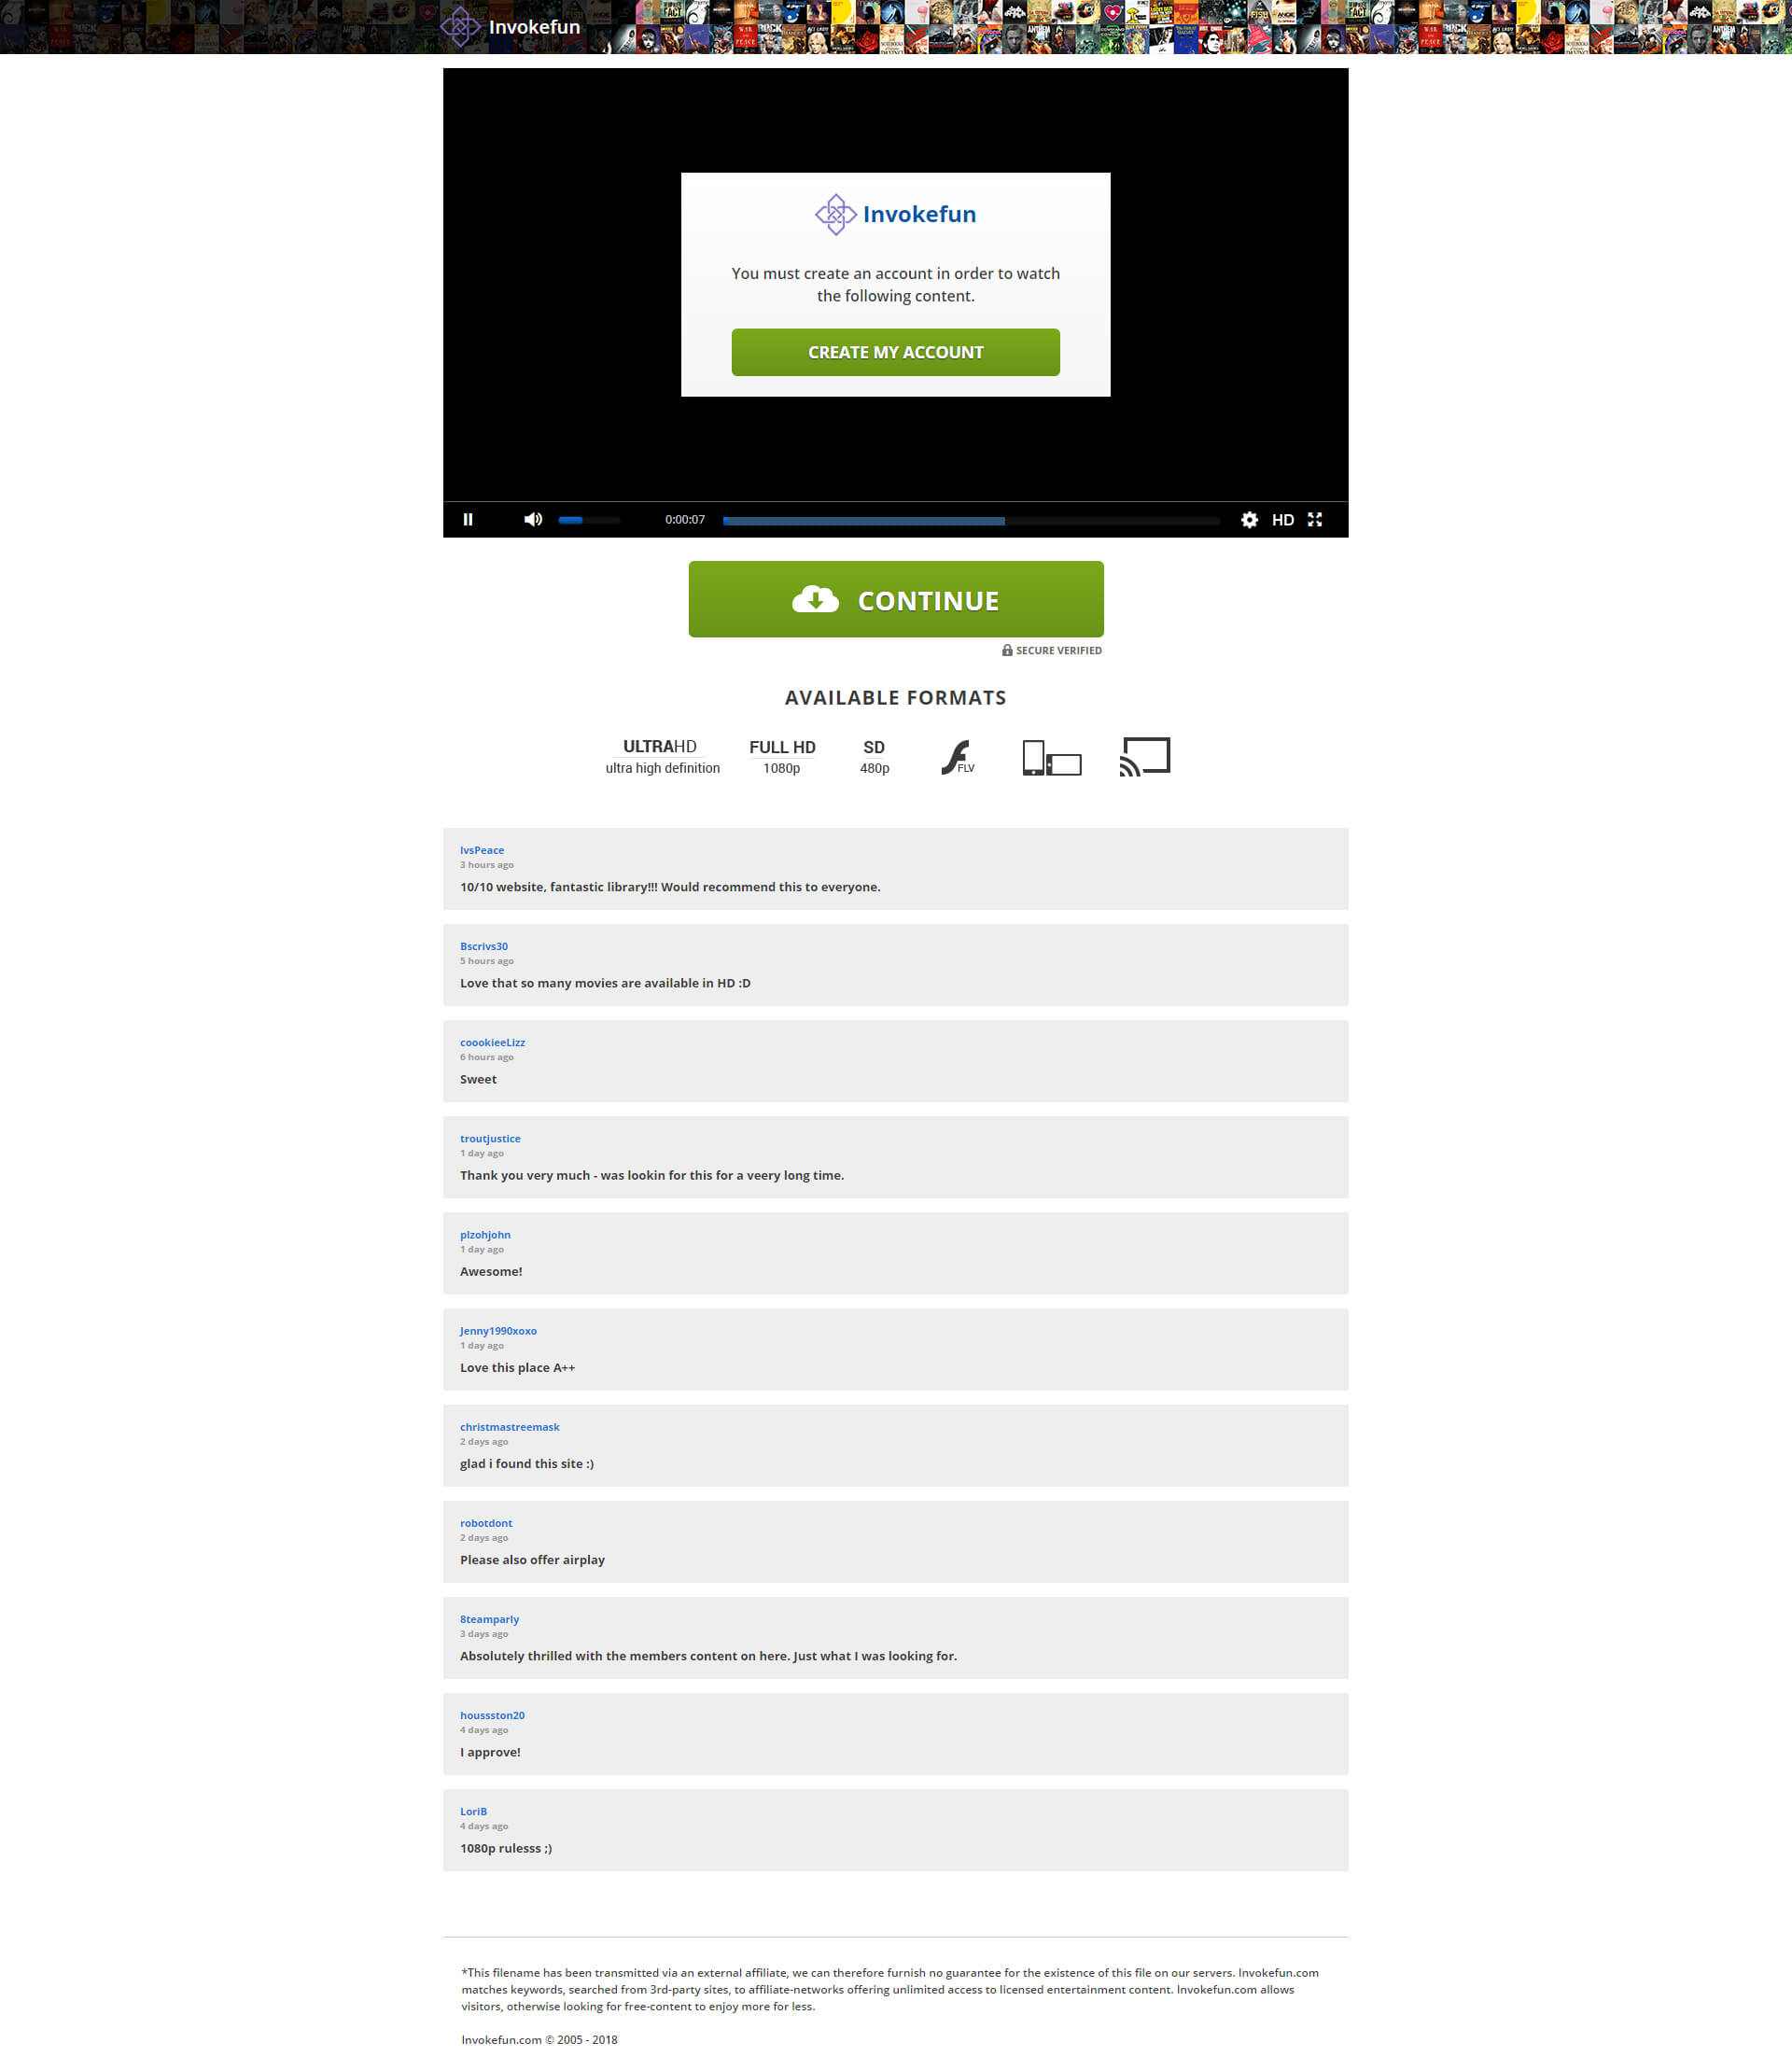 Invokefun
Invokefun
You must create an account in order to watch
the following content.
CREATE MY ACCOUNT
0:00:07
HD
CONTINUE
SECURE VERIFIED
AVAILABLE FORMATS
ULTRAHD
ultra high definition
FULL HD
1080p
SD
480p
FLV
IvsPeace
3 hours ago
10/10 website, fantastic library!!! Would recommend this to everyone.
Bscrivs30
5 hours ago
Love that so many movies are available in HD :D
coookieeLizz
6 hours ago
Sweet
troutjustice
1 day ago
Thank you very much - was lookin for this for a veery long time.
plzohjohn
1 day ago
Awesome!
Jenny1990xoxo
1 day ago
Love this place A++
christmastreemask
2 days ago
glad i found this site :)
robotdont
2 days ago
Please also offer airplay
8teamparly
3 days ago
Absolutely thrilled with the members content on here. Just what I was looking for.
houssston20
4 days ago
I approve!
LoriB
4 days ago
1080p rulesss ;)
*This filename has been transmitted via an external affiliate, we can therefore furnish no guarantee for the existence of this file on our servers. Invokefun.com
matches keywords, searched from 3rd-party sites, to affiliate-networks offering unlimited access to licensed entertainment content. Invokefun.com allows
visitors, otherwise looking for free-content to enjoy more for less.
Invokefun.com © 2005 - 2018